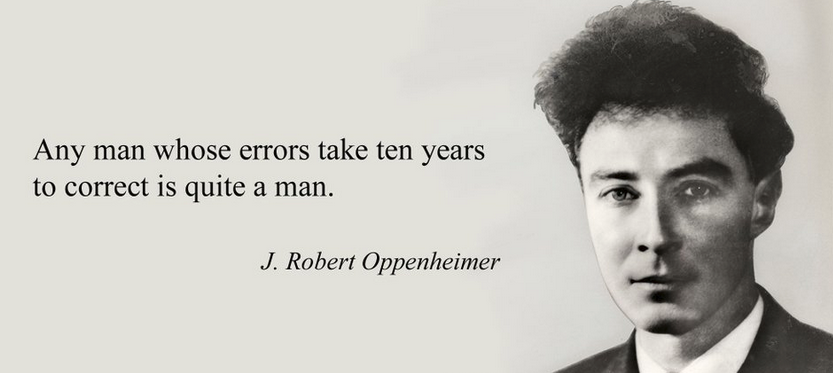 Any man whose errors take ten years
to correct is quite a man.
J. Robert Oppenheimer